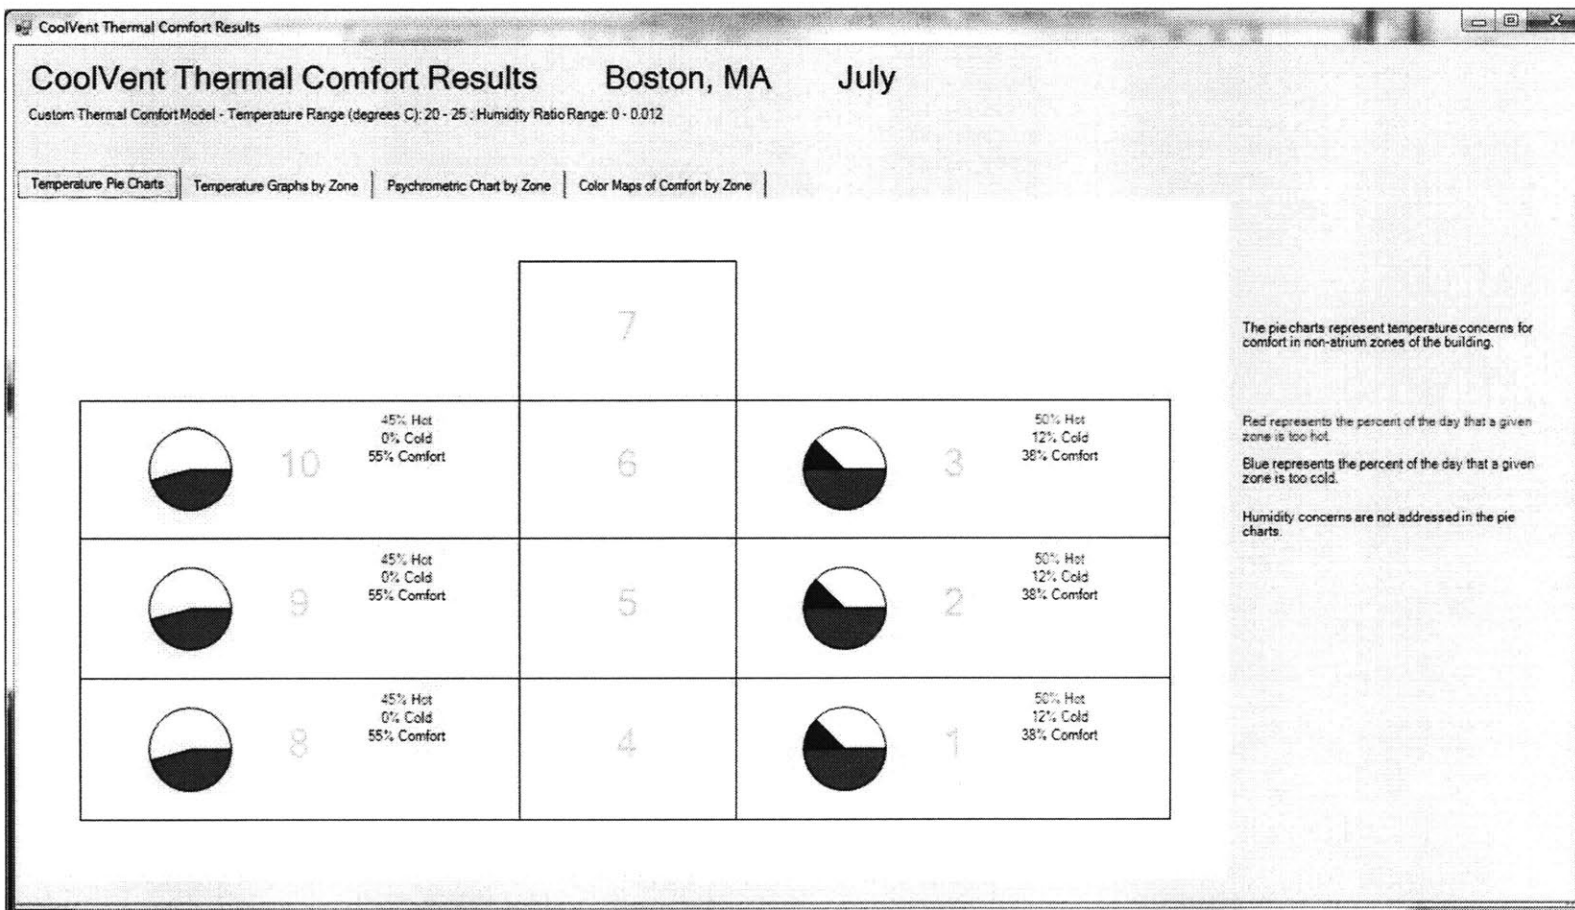 CoolVent Thermal Comfort Results
CoolVent Thermal Comfort Results Boston, MA July
Custom Thermal Comfort Model - Temperature Range (degrees C): 20 - 25 ; Humidity Ratio Range: 0 - 0.012
Temperature Pie Charts Temperature Graphs by Zone Psychrometric Chart by Zone Color Maps of Comfort by Zone
7
The pie charts represent temperature concerns for
comfort in non-atrium zones of the building.
10
45% Hot
0% Cold
55% Comfort
6
3
50% Hot
12% Cold
38% Comfort
Red represents the percent of the day that a given
zone is too hot.
Blue represents the percent of the day that a given
zone is too cold.
Humidity concerns are not addressed in the pie
charts.
9
45% Hot
0% Cold
55% Comfort
5
2
50% Hot
12% Cold
38% Comfort
8
45% Hot
0% Cold
55% Comfort
4
1
50% Hot
12% Cold
38% Comfort